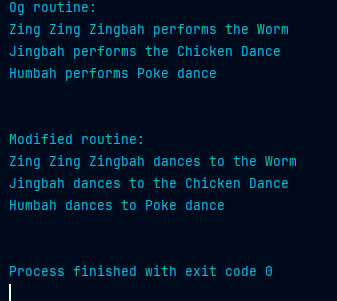 Og routine:
Zing Zing Zingbah performs the Worm
Jingbah performs the Chicken Dance
Humbah performs Poke dance
Modified routine:
Zing Zing Zingbah dances to the Worm
Jingbah dances to the Chicken Dance
Humbah dances to Poke dance
Process finished with exit code 0